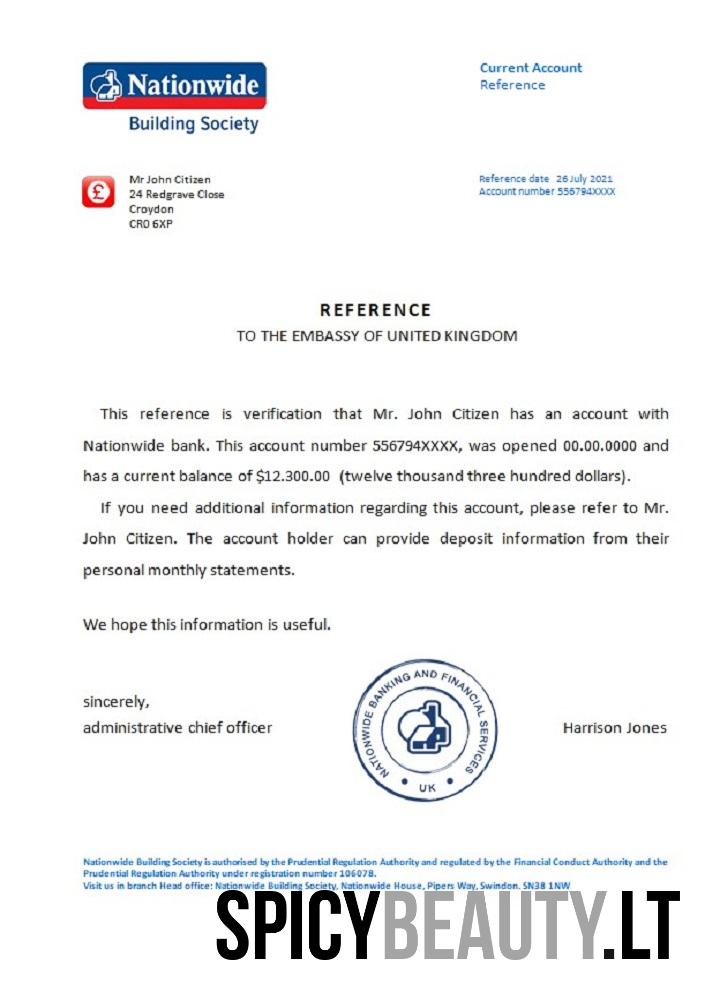 Nationwide
Building Society
Current Account
Reference
£
Mr John Citizen
24 Redgrave Close
Croydon
CR0 6XP
Reference date 26 July 2021
Account number 556794XXXX
REFERENCE
TO THE EMBASSY OF UNITED KINGDOM
This reference is verification that Mr. John Citizen has an account with
Nationwide bank. This account number 556794XXXX, was opened 00.00.0000 and
has a current balance of $12.300.00 (twelve thousand three hundred dollars).
If you need additional information regarding this account, please refer to Mr.
John Citizen. The account holder can provide deposit information from their
personal monthly statements.
We hope this information is useful.
sincerely,
administrative chief officer
NATIONWIDE BANKING AND FINANCIAL SERVICES
UK
Harrison Jones
Nationwide Building Society is authorised by the Prudential Regulation Authority and regulated by the Financial Conduct Authority and the
Prudential Regulation Authority under registration number 106078.
Visit us in branch Head office: Nationwide Building Society, Nationwide House, Pipers Way, Swindon, SN38 1NW
SPICYBEAUTY.LT